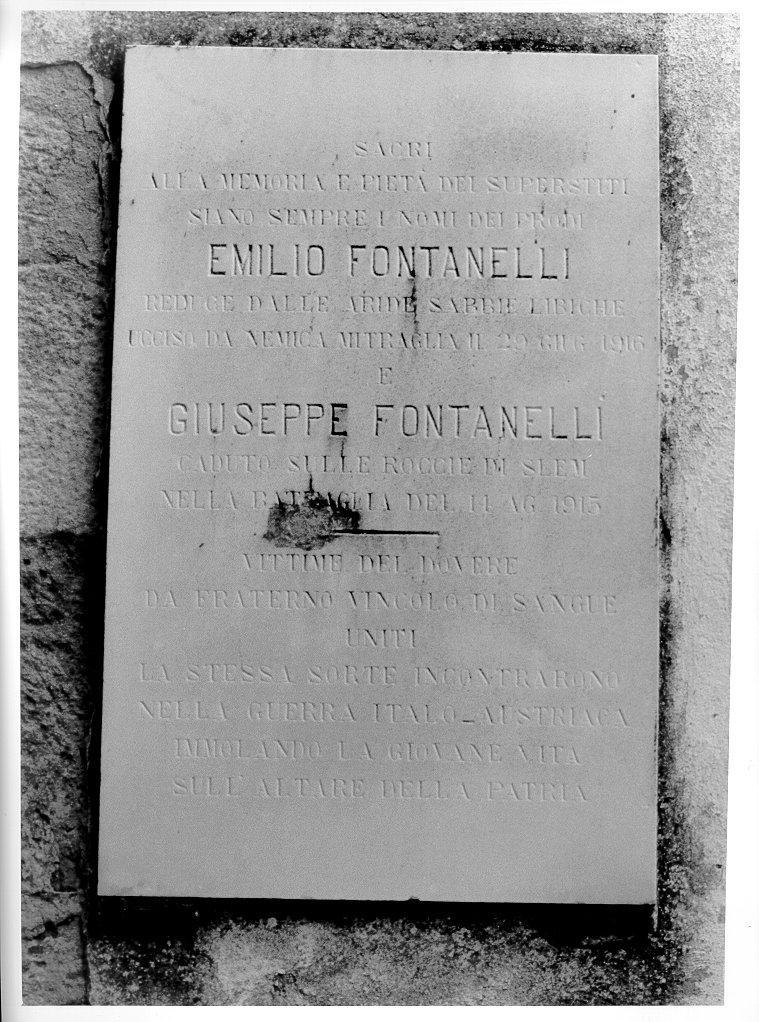 SACRI
ALLA MEMORIA E PIETÀ DEI SUPERSTITI
SIANO SEMPRE I NOMI DEI PRODI
EMILIO FONTANELLI
REDUCE DALLE ARIDE SABBIE LIBICHE
UCCISO DA NEMICA MITRAGLIA IL 29 GIUG 1916
E
GIUSEPPE FONTANELLI
CADUTO SULLE ROCCIE DI SLEM
NELLA BATTAGLIA DEL 14 AG 1915
VITTIME DEL DOVERE
DA FRATERNO VINCOLO DI SANGUE
UNITI
LA STESSA SORTE INCONTRARONO
NELLA GUERRA ITALO-AUSTRIACA
IMMOLANDO LA GIOVANE VITA
SULL'ALTARE DELLA PATRIA